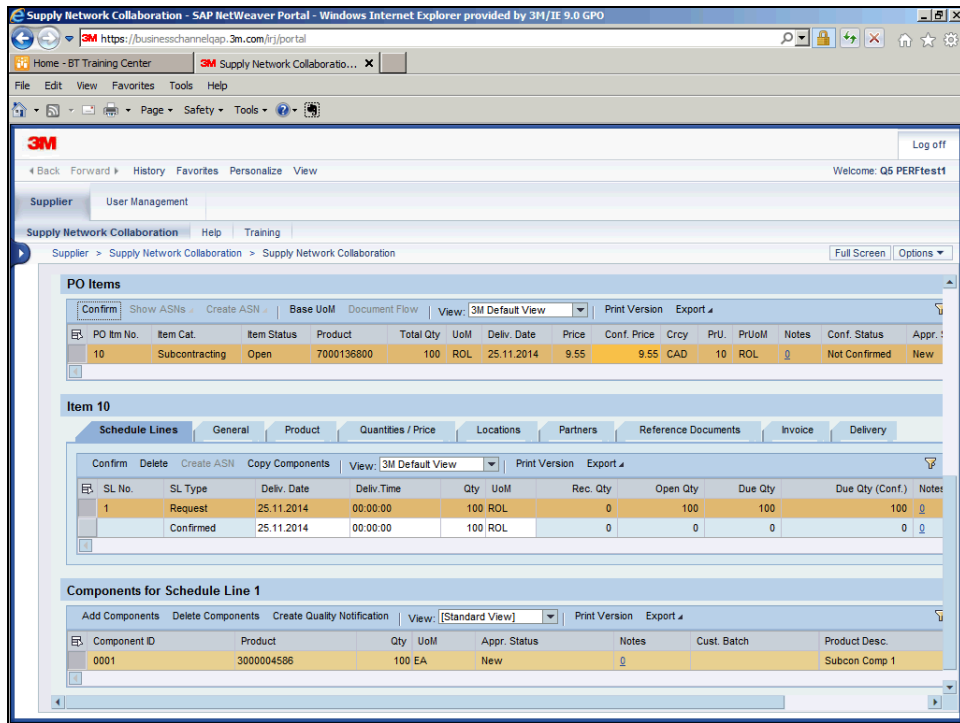 Supply Network Collaboration - SAP NetWeaver Portal - Windows Internet Explorer provided by 3M/IE 9.0 GPO
3M https://businesschannelqap.3m.com/irj/portal
Home - BT Training Center 3M Supply Network Collaboratio... X
File Edit View Favorites Tools Help
Page Safety Tools
3M Log off
Back Forward History Favorites Personalize View Welcome: Q5 PERFtest1
Supplier User Management
Supply Network Collaboration Help Training
Supplier > Supply Network Collaboration > Supply Network Collaboration Full Screen Options
PO Items
Confirm Show ASNs Create ASN Base UoM Document Flow View: 3M Default View Print Version Export
PO Itm No. Item Cat. Item Status Product Total Qty UoM Deliv. Date Price Conf. Price Crcy PrU. PrUoM Notes Conf. Status Appr.
10 Subcontracting Open 7000136800 100 ROL 25.11.2014 9.55 9.55 CAD 10 ROL 0 Not Confirmed New
Item 10
Schedule Lines General Product Quantities / Price Locations Partners Reference Documents Invoice Delivery
Confirm Delete Create ASN Copy Components View: 3M Default View Print Version Export
SL No. SL Type Deliv. Date Deliv.Time Qty UoM Rec. Qty Open Qty Due Qty Due Qty (Conf.) Notes
1 Request 25.11.2014 00:00:00 100 ROL 0 100 100 100 0
Confirmed 25.11.2014 00:00:00 100 ROL 0 0 0 0 0
Components for Schedule Line 1
Add Components Delete Components Create Quality Notification View: [Standard View] Print Version Export
Component ID Product Qty UoM Appr. Status Notes Cust. Batch Product Desc.
0001 3000004586 100 EA New 0 Subcon Comp 1